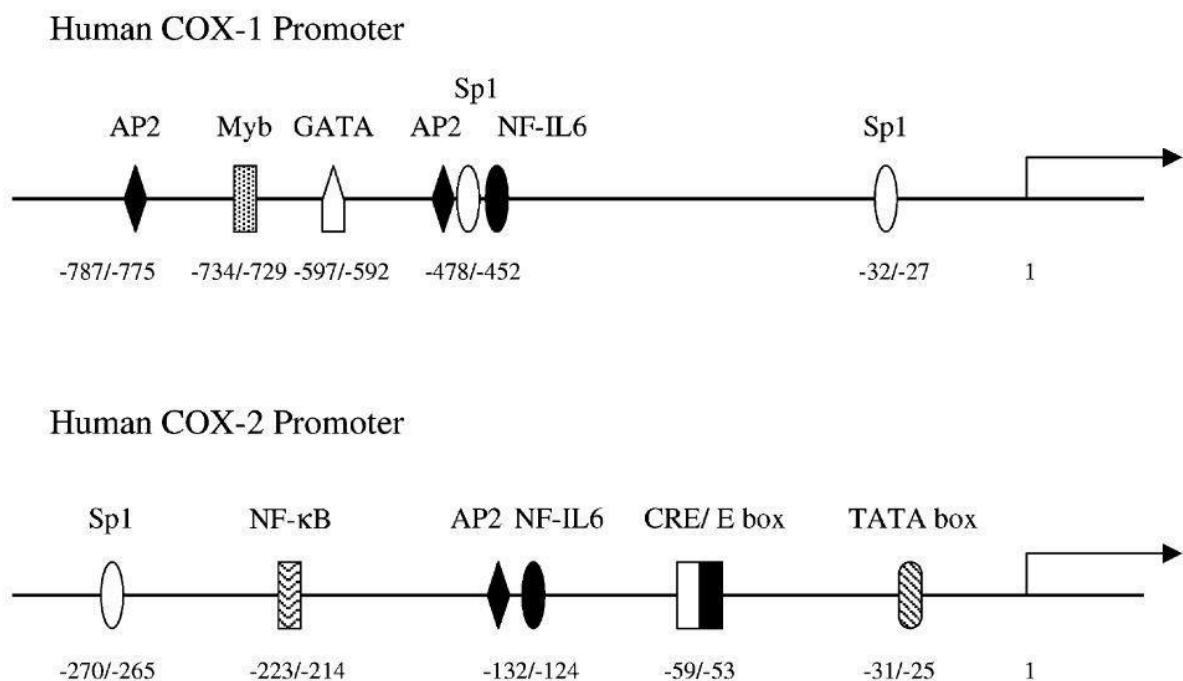 Human COX-1 Promoter
Sp1
AP2 Myb GATA AP2 NF-IL6 Sp1
-787/-775 -734/-729 -597/-592 -478/-452 -32/-27 1
Human COX-2 Promoter
Sp1 NF-κB AP2 NF-IL6 CRE/ E box TATA box
-270/-265 -223/-214 -132/-124 -59/-53 -31/-25 1